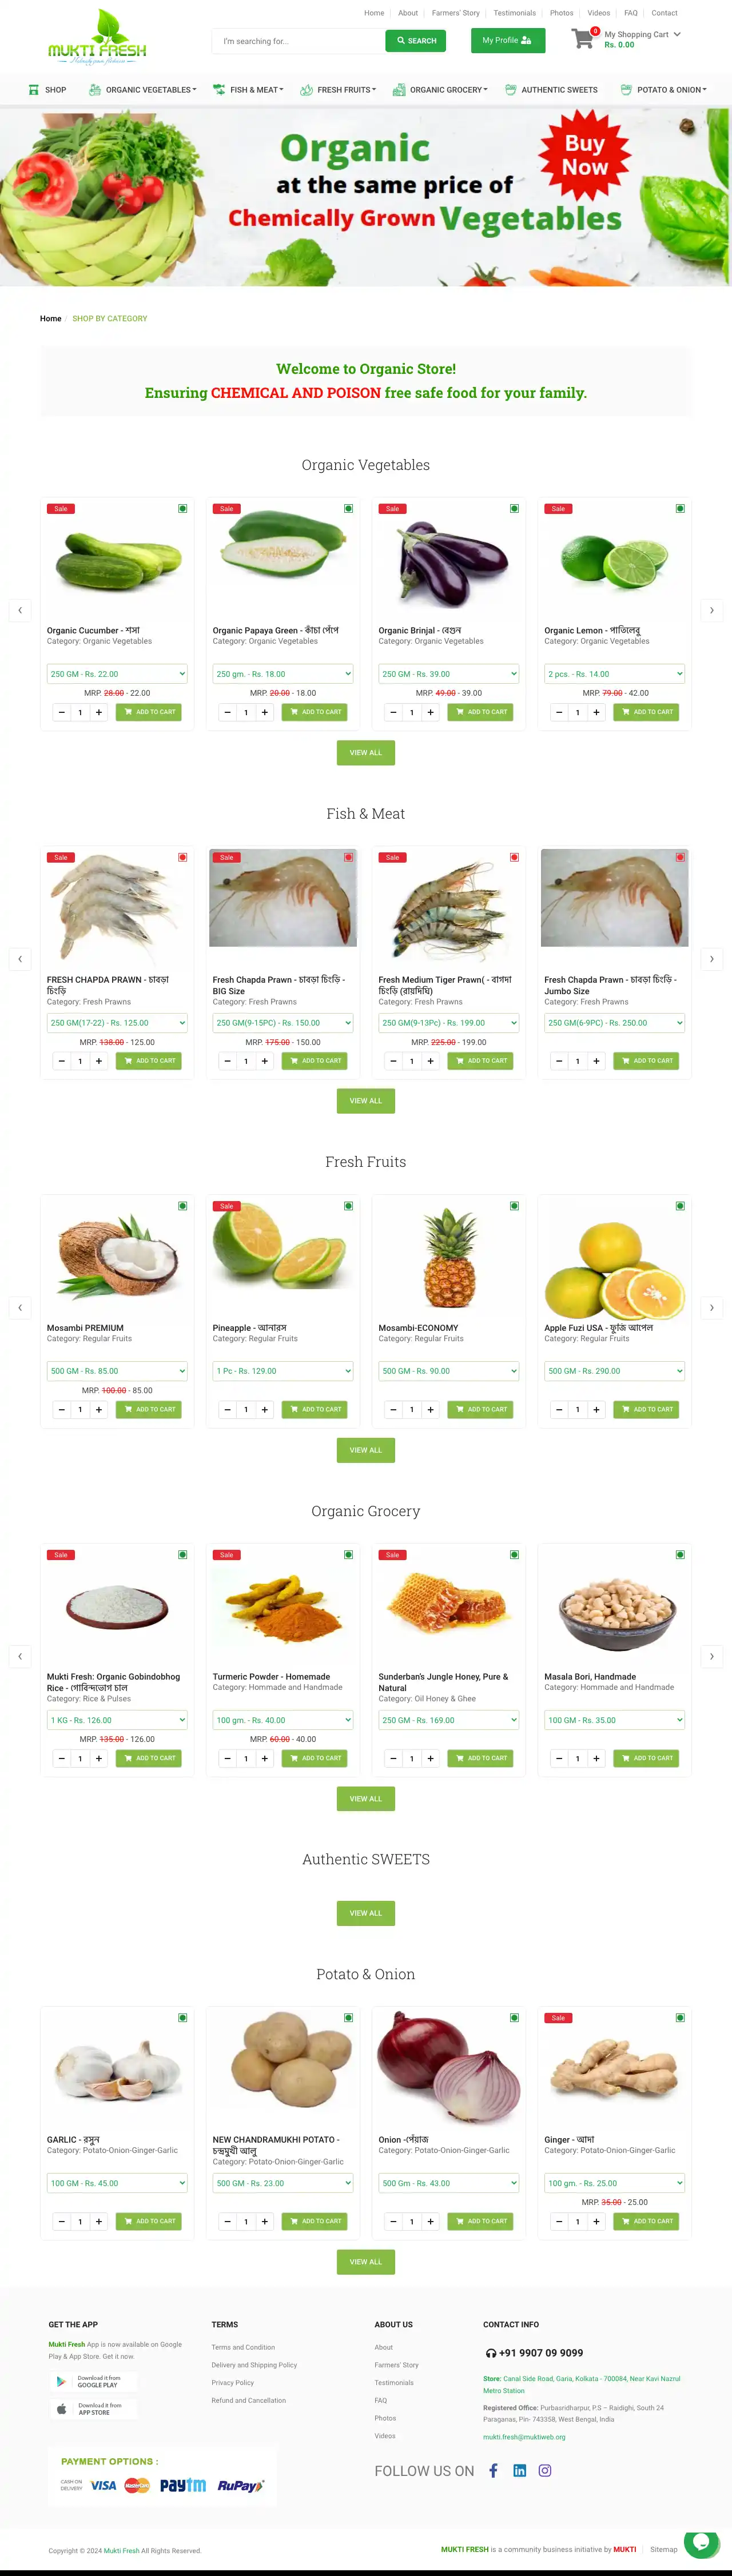 Home About Farmers' Story Testimonials Photos Videos FAQ Contact
MUKTI FRESH
I'm searching for...
SEARCH
My Profile
0
My Shopping Cart
Rs. 0.00
SHOP ORGANIC VEGETABLES FISH & MEAT FRESH FRUITS ORGANIC GROCERY AUTHENTIC SWEETS POTATO & ONION
Organic
at the same price of
Chemically Grown Vegetables
Buy
Now
Home / SHOP BY CATEGORY
Welcome to Organic Store!
Ensuring CHEMICAL AND POISON free safe food for your family.
Organic Vegetables
Sale Sale Sale Sale
Organic Cucumber - শসা
Category: Organic Vegetables
250 GM - Rs. 22.00
MRP. 28.00 - 22.00
1 ADD TO CART
Organic Papaya Green - কাঁচা পেঁপে
Category: Organic Vegetables
250 gm. - Rs. 18.00
MRP. 20.00 - 18.00
1 ADD TO CART
Organic Brinjal - বেগুন
Category: Organic Vegetables
250 GM - Rs. 39.00
MRP. 49.00 - 39.00
1 ADD TO CART
Organic Lemon - পাতিলেবু
Category: Organic Vegetables
2 pcs. - Rs. 14.00
MRP. 79.00 - 42.00
1 ADD TO CART
VIEW ALL
Fish & Meat
Sale Sale Sale
FRESH CHAPDA PRAWN - চাবড়া
চিংড়ি
Category: Fresh Prawns
250 GM(17-22) - Rs. 125.00
MRP. 138.00 - 125.00
1 ADD TO CART
Fresh Chapda Prawn - চাবড়া চিংড়ি -
BIG Size
Category: Fresh Prawns
250 GM(9-15PC) - Rs. 150.00
MRP. 175.00 - 150.00
1 ADD TO CART
Fresh Medium Tiger Prawn( - বাগদা
চিংড়ি (রায়দিঘি)
Category: Fresh Prawns
250 GM(9-13Pc) - Rs. 199.00
MRP. 225.00 - 199.00
1 ADD TO CART
Fresh Chapda Prawn - চাবড়া চিংড়ি -
Jumbo Size
Category: Fresh Prawns
250 GM(6-9PC) - Rs. 250.00
1 ADD TO CART
VIEW ALL
Fresh Fruits
Sale
Mosambi PREMIUM
Category: Regular Fruits
500 GM - Rs. 85.00
MRP. 100.00 - 85.00
1 ADD TO CART
Pineapple - আনারস
Category: Regular Fruits
1 Pc - Rs. 129.00
1 ADD TO CART
Mosambi-ECONOMY
Category: Regular Fruits
500 GM - Rs. 90.00
1 ADD TO CART
Apple Fuzi USA - ফুজি আপেল
Category: Regular Fruits
500 GM - Rs. 290.00
1 ADD TO CART
VIEW ALL
Organic Grocery
Sale Sale Sale
Mukti Fresh: Organic Gobindobhog
Rice - গোবিন্দভোগ চাল
Category: Rice & Pulses
1 KG - Rs. 126.00
MRP. 135.00 - 126.00
1 ADD TO CART
Turmeric Powder - Homemade
Category: Hommade and Handmade
100 gm. - Rs. 40.00
MRP. 60.00 - 40.00
1 ADD TO CART
Sunderban's Jungle Honey, Pure &
Natural
Category: Oil Honey & Ghee
250 GM - Rs. 169.00
1 ADD TO CART
Masala Bori, Handmade
Category: Hommade and Handmade
100 GM - Rs. 35.00
1 ADD TO CART
VIEW ALL
Authentic SWEETS
VIEW ALL
Potato & Onion
Sale
GARLIC - রসুন
Category: Potato-Onion-Ginger-Garlic
100 GM - Rs. 45.00
1 ADD TO CART
NEW CHANDRAMUKHI POTATO -
চন্দ্রমুখী আলু
Category: Potato-Onion-Ginger-Garlic
500 GM - Rs. 23.00
1 ADD TO CART
Onion -পেঁয়াজ
Category: Potato-Onion-Ginger-Garlic
500 Gm - Rs. 43.00
1 ADD TO CART
Ginger - আদা
Category: Potato-Onion-Ginger-Garlic
100 gm. - Rs. 25.00
MRP. 35.00 - 25.00
1 ADD TO CART
VIEW ALL
GET THE APP
Mukti Fresh App is now available on Google
Play & App Store. Get it now.
Download it from
GOOGLE PLAY
Download it from
APP STORE
PAYMENT OPTIONS :
CASH ON
DELIVERY
VISA MasterCard paytm RuPay
TERMS
Terms and Condition
Delivery and Shipping Policy
Privacy Policy
Refund and Cancellation
ABOUT US
About
Farmers' Story
Testimonials
FAQ
Photos
Videos
CONTACT INFO
+91 9907 09 9099
Store: Canal Side Road, Garia, Kolkata - 700084, Near Kavi Nazrul
Metro Station
Registered Office: Purbasridharpur, P.S – Raidighi, South 24
Paraganas, Pin- 743358, West Bengal, India
mukti.fresh@muktiweb.org
FOLLOW US ON
Copyright © 2024 Mukti Fresh All Rights Reserved.
MUKTI FRESH is a community business initiative by MUKTI Sitemap